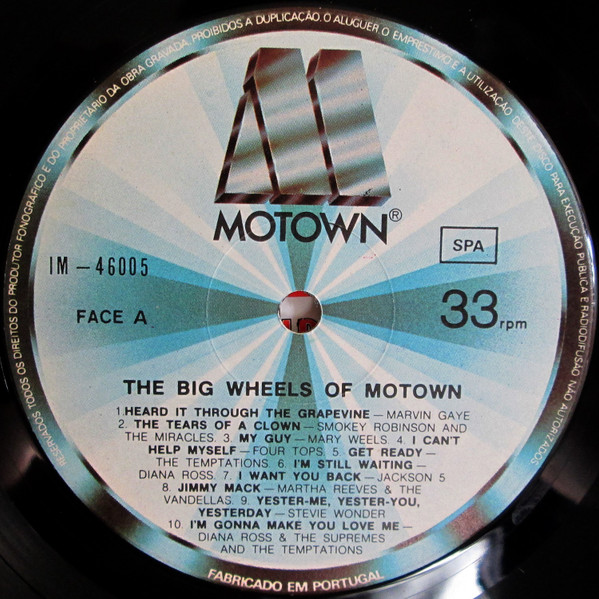 RESERVADOS TODOS OS DIREITOS DO PRODUTOR FONOGRÁFICO E DO PROPRIETÁRIO DA OBRA GRAVADA. PROIBIDOS A DUPLICAÇÃO. O ALUGUER. O EMPRÉSTIMO E A UTILIZAÇÃO DESTE DISCO PARA EXECUÇÃO PUBLICA E RADIODIFUSÃO NÃO AUTORIZADOS
MOTOWN®
IM-46005
SPA
FACE A
33 rpm
THE BIG WHEELS OF MOTOWN
1.HEARD IT THROUGH THE GRAPEVINE — MARVIN GAYE
2. THE TEARS OF A CLOWN — SMOKEY ROBINSON AND
THE MIRACLES. 3. MY GUY — MARY WEELS. 4. I CAN'T
HELP MYSELF — FOUR TOPS. 5. GET READY —
THE TEMPTATIONS. 6. I'M STILL WAITING —
DIANA ROSS. 7. I WANT YOU BACK — JACKSON 5
8. JIMMY MACK — MARTHA REEVES & THE
VANDELLAS. 9. YESTER-ME, YESTER-YOU,
YESTERDAY — STEVIE WONDER
10. I'M GONNA MAKE YOU LOVE ME —
DIANA ROSS & THE SUPREMES
AND THE TEMPTATIONS
FABRICADO EM PORTUGAL